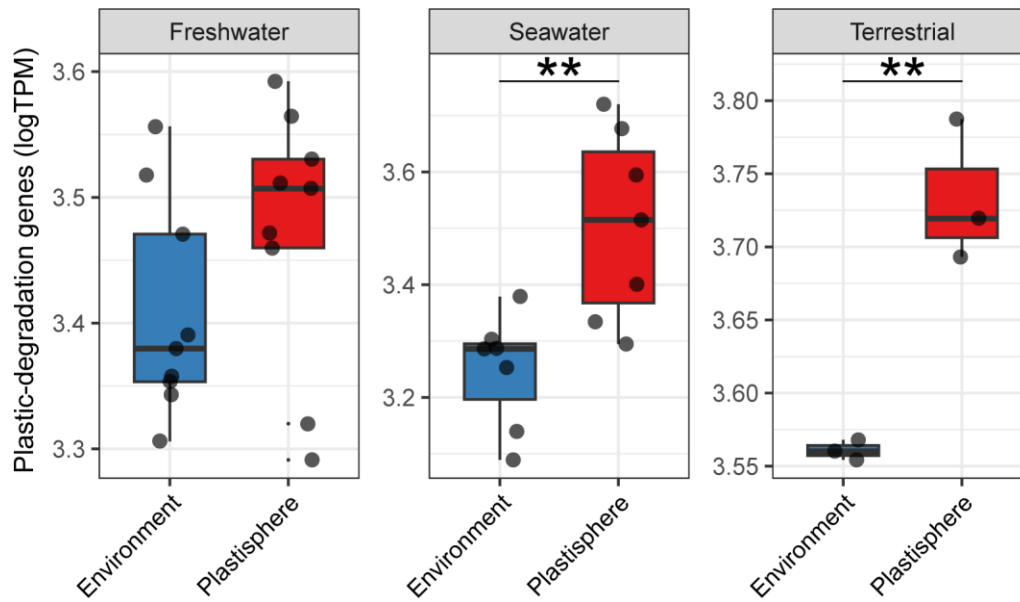 Freshwater
Seawater
Terrestrial
Plastic-degradation genes (logTPM)
3.6
3.5
3.4
3.3
**
3.6
3.4
3.2
**
3.80
3.75
3.70
3.65
3.60
3.55
Environment
Plastisphere
Environment
Plastisphere
Environment
Plastisphere